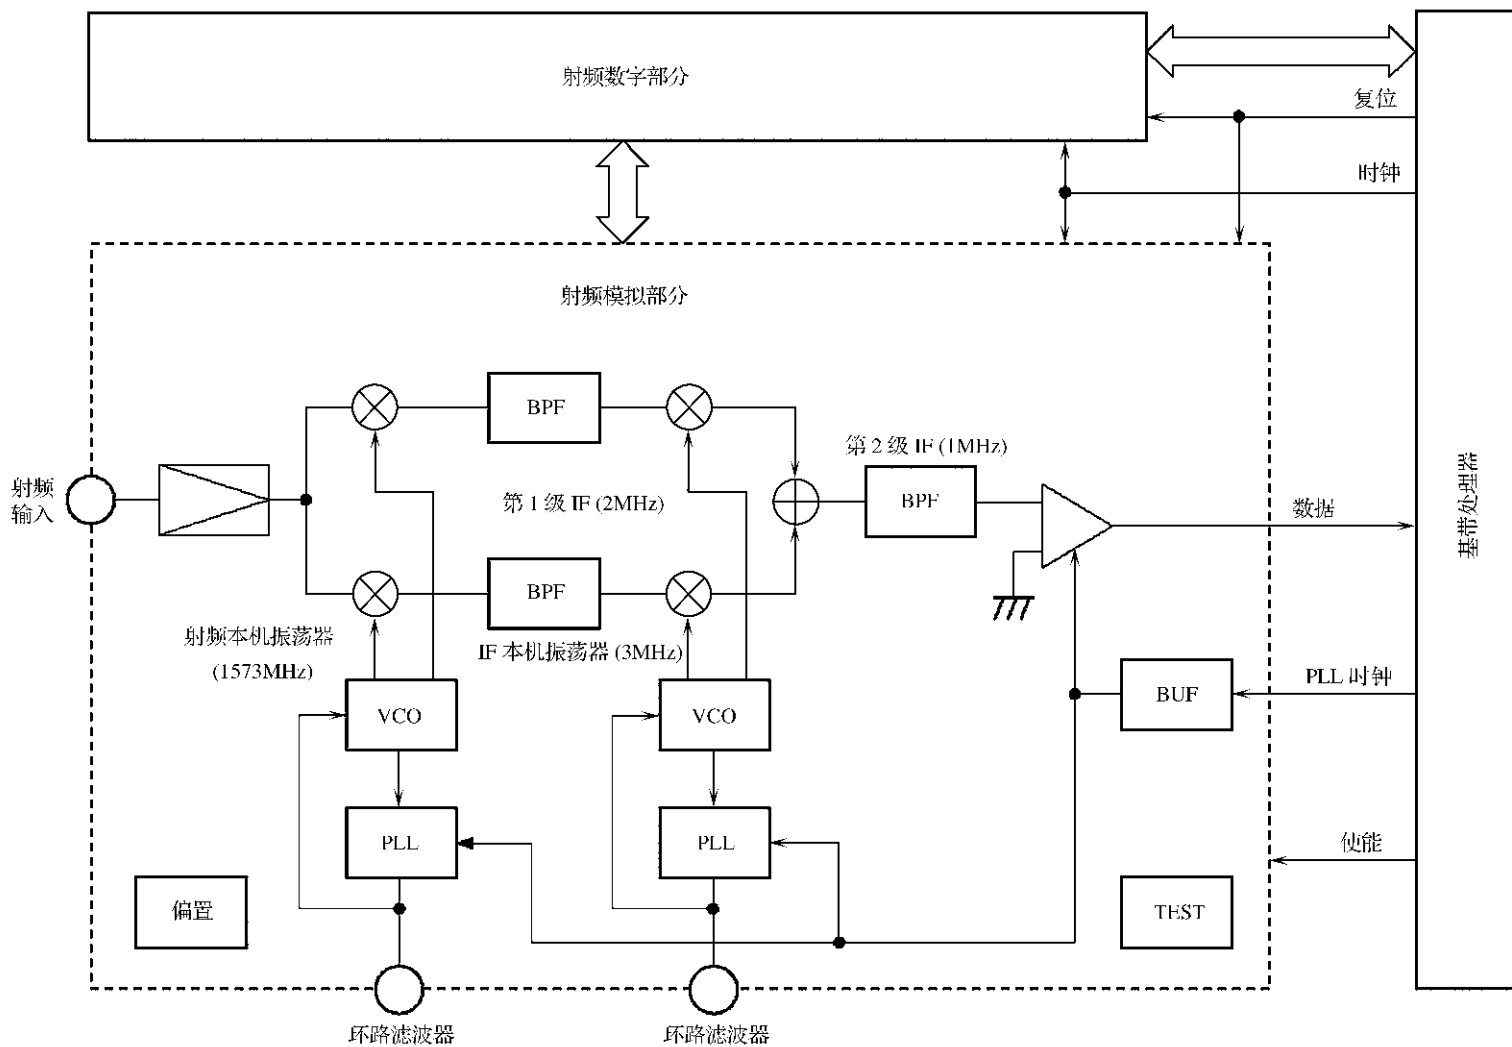 射频数字部分
复位
时钟
射频模拟部分
BPF
第 2 级 IF (1MHz)
射频
输入
第 1 级 IF (2MHz)
BPF
数据
基带处理器
BPF
射频本机振荡器
(1573MHz)
IF 本机振荡器 (3MHz)
PLL 时钟
VCO
VCO
BUF
PLL
PLL
使能
偏置
TEST
环路滤波器
环路滤波器